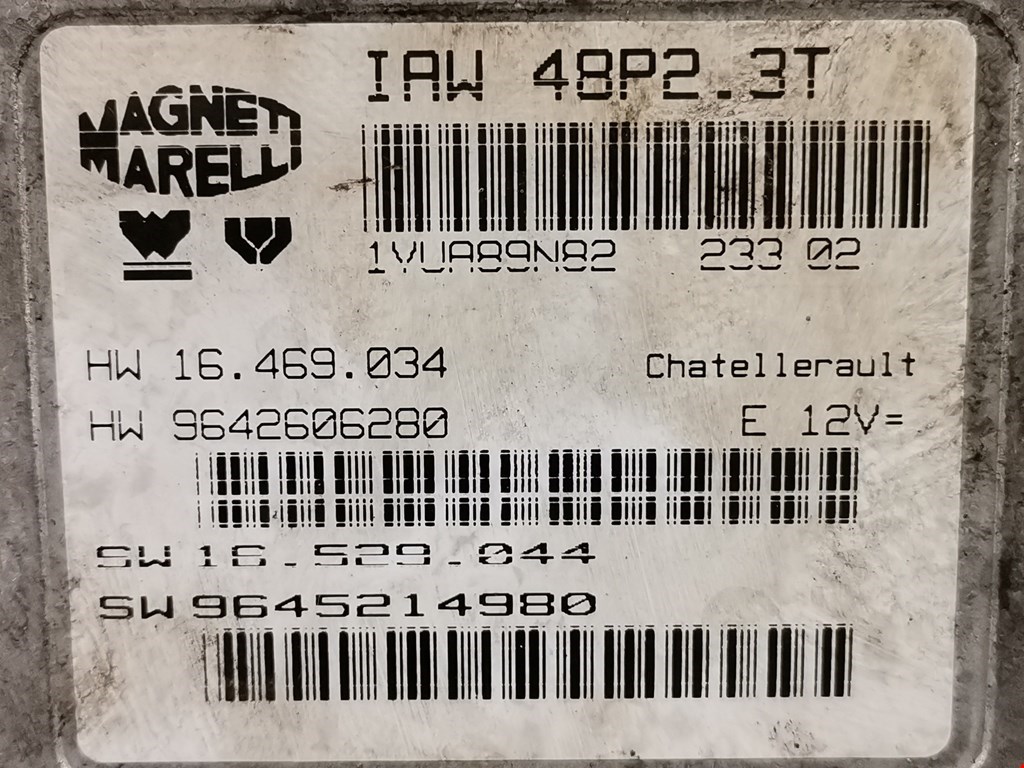 MAGNETI
MARELLI
IAW 48P2.3T
1VUA89N82 233 02
HW 16.469.034 Chatellerault
HW 9642606280 E 12V=
SW 16.529.044
SW 9645214980